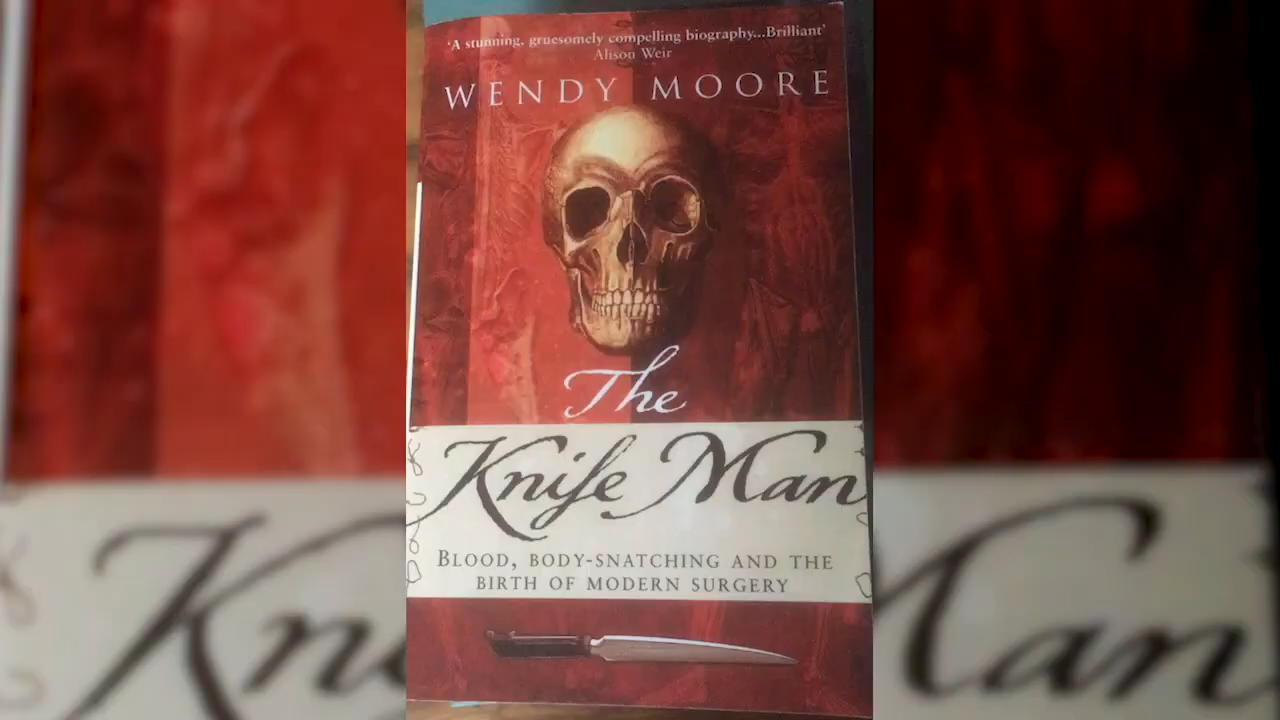 'A stunning, gruesomely compelling biography...Brilliant'
Alison Weir
WENDY MOORE
The
Knife Man
BLOOD, BODY-SNATCHING AND THE
BIRTH OF MODERN SURGERY